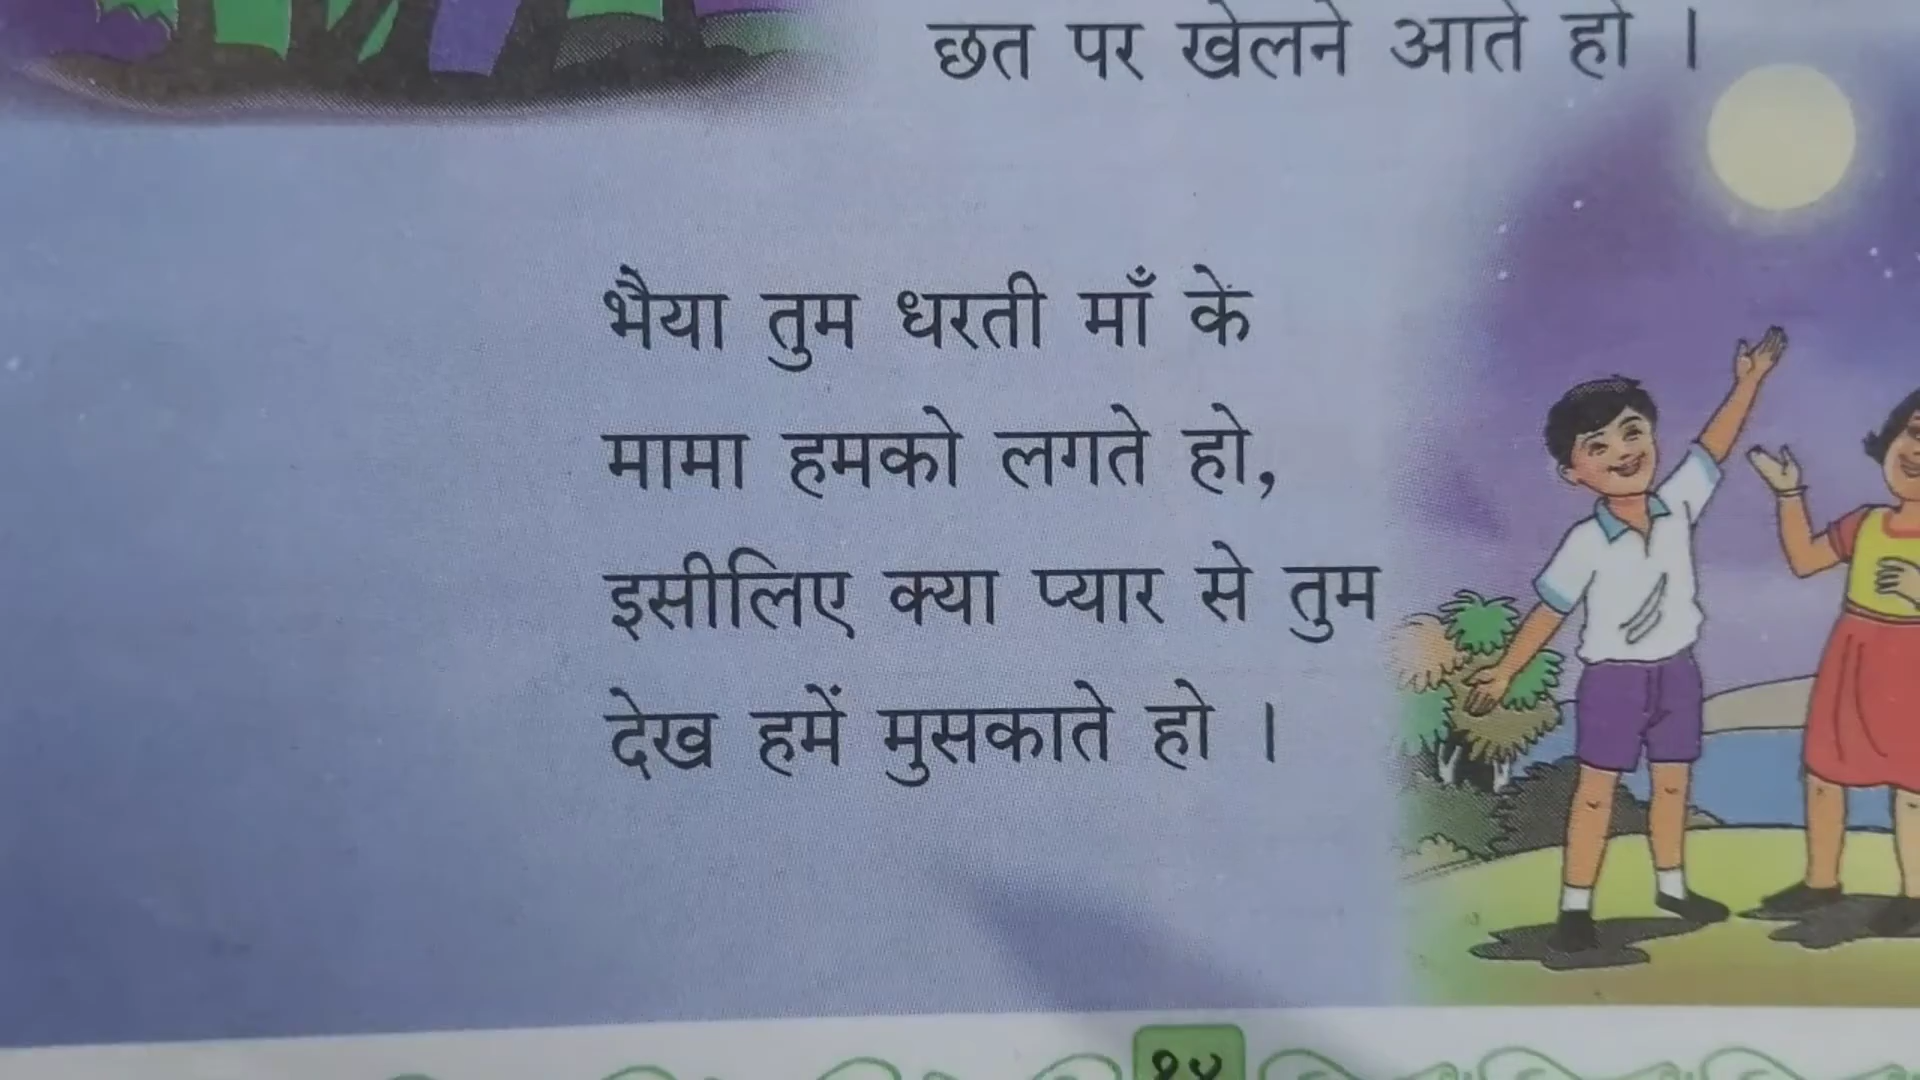 छत पर खेलने आते हो ।
भैया तुम धरती माँ के
मामा हमको लगते हो,
इसीलिए क्या प्यार से तुम
देख हमें मुसकाते हो ।